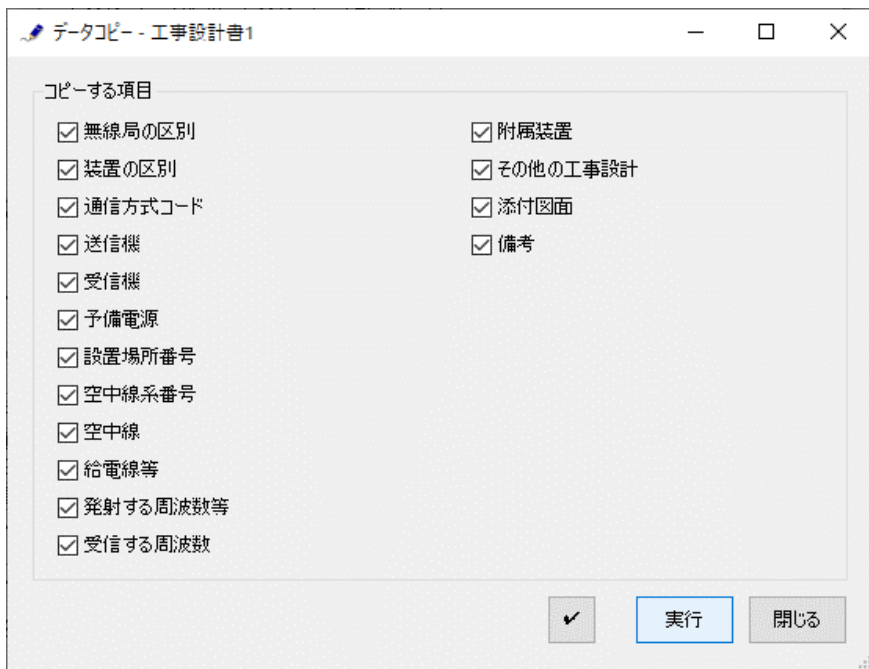 データコピー - 工事設計書1
コピーする項目
無線局の区別
装置の区別
通信方式コード
送信機
受信機
予備電源
設置場所番号
空中線系番号
空中線
給電線等
発射する周波数等
受信する周波数
附属装置
その他の工事設計
添付図面
備考
実行
閉じる